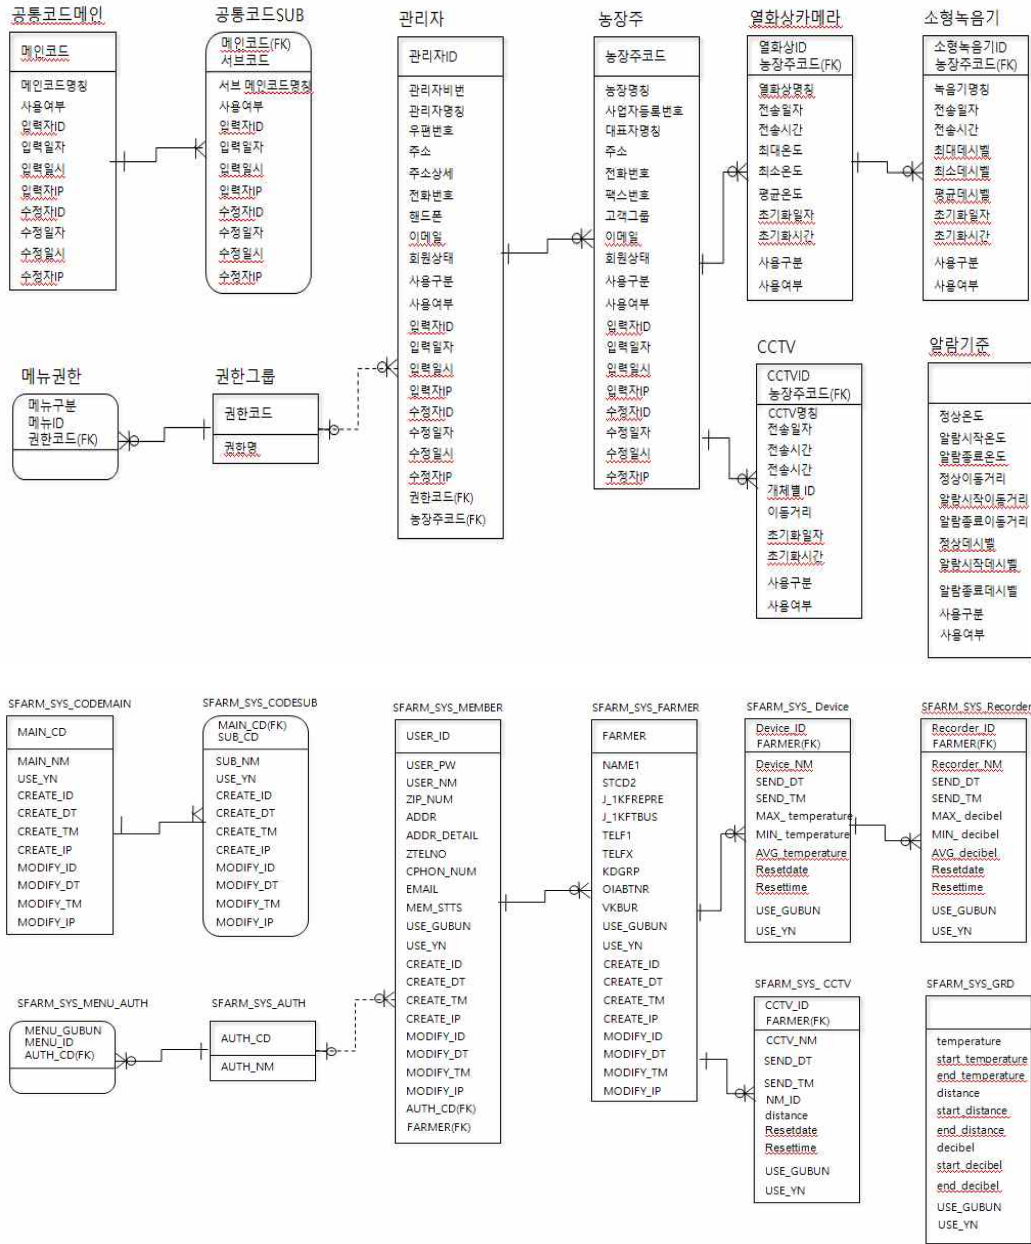 공통코드메인
메인코드
메인코드명칭
사용여부
입력자ID
입력일자
입력일시
입력자IP
수정자ID
수정일자
수정일시
수정자IP
공통코드SUB
메인코드(FK)
서브코드
서브 메인코드명칭
사용여부
입력자ID
입력일자
입력일시
입력자IP
수정자ID
수정일자
수정일시
수정자IP
관리자
관리자ID
관리자비번
관리자명칭
우편번호
주소
주소상세
전화번호
핸드폰
이메일
회원상태
사용구분
사용여부
입력자ID
입력일자
입력일시
입력자IP
수정자ID
수정일자
수정일시
수정자IP
권한코드(FK)
농장주코드(FK)
농장주
농장주코드
농장명칭
사업자등록번호
대표자명칭
주소
전화번호
팩스번호
고객그룹
이메일
회원상태
사용구분
사용여부
입력자ID
입력일자
입력일시
입력자IP
수정자ID
수정일자
수정일시
수정자IP
열화상카메라
열화상ID
농장주코드(FK)
열화상명칭
전송일자
전송시간
최대온도
최소온도
평균온도
초기화일자
초기화시간
사용구분
사용여부
소형녹음기
소형녹음기ID
농장주코드(FK)
녹음기명칭
전송일자
전송시간
최대데시벨
최소데시벨
평균데시벨
초기화일자
초기화시간
사용구분
사용여부
메뉴권한
메뉴구분
메뉴ID
권한코드(FK)
권한그룹
권한코드
권한명
CCTV
CCTVID
농장주코드(FK)
CCTV명칭
전송일자
전송시간
전송시간
개체별 ID
이동거리
초기화일자
초기화시간
사용구분
사용여부
알람기준
정상온도
알람시작온도
알람종료온도
정상이동거리
알람시작이동거리
알람종료이동거리
정상데시벨
알람시작데시벨
알람종료데시벨
사용구분
사용여부
SFARM_SYS_CODEMAIN
MAIN_CD
MAIN_NM
USE_YN
CREATE_ID
CREATE_DT
CREATE_TM
CREATE_IP
MODIFY_ID
MODIFY_DT
MODIFY_TM
MODIFY_IP
SFARM_SYS_CODESUB
MAIN_CD(FK)
SUB_CD
SUB_NM
USE_YN
CREATE_ID
CREATE_DT
CREATE_TM
CREATE_IP
MODIFY_ID
MODIFY_DT
MODIFY_TM
MODIFY_IP
SFARM_SYS_MEMBER
USER_ID
USER_PW
USER_NM
ZIP_NUM
ADDR
ADDR_DETAIL
ZTELNO
CPHON_NUM
EMAIL
MEM_STTS
USE_GUBUN
USE_YN
CREATE_ID
CREATE_DT
CREATE_TM
CREATE_IP
MODIFY_ID
MODIFY_DT
MODIFY_TM
MODIFY_IP
AUTH_CD(FK)
FARMER(FK)
SFARM_SYS_FARMER
FARMER
NAME1
STCD2
J_1KFREPRE
J_1KFTBUS
TELF1
TELFX
KDGRP
OIABTNR
VKBUR
USE_GUBUN
USE_YN
CREATE_ID
CREATE_DT
CREATE_TM
CREATE_IP
MODIFY_ID
MODIFY_DT
MODIFY_TM
MODIFY_IP
SFARM_SYS_ Device
Device_ID
FARMER(FK)
Device_NM
SEND_DT
SEND_TM
MAX_ temperature
MIN_ temperature
AVG_temperature
Resetdate
Resettime
USE_GUBUN
USE_YN
SFARM_SYS_Recorder
Recorder_ID
FARMER(FK)
Recorder_NM
SEND_DT
SEND_TM
MAX_ decibel
MIN_ decibel
AVG_decibel
Resetdate
Resettime
USE_GUBUN
USE_YN
SFARM_SYS_MENU_AUTH
MENU_GUBUN
MENU_ID
AUTH_CD(FK)
SFARM_SYS_AUTH
AUTH_CD
AUTH_NM
SFARM_SYS_ CCTV
CCTV_ID
FARMER(FK)
CCTV_NM
SEND_DT
SEND_TM
NM_ID
distance
Resetdate
Resettime
USE_GUBUN
USE_YN
SFARM_SYS_GRD
temperature
start_temperature
end_temperature
distance
start_distance
end_distance
decibel
start_decibel
end_decibel
USE_GUBUN
USE_YN